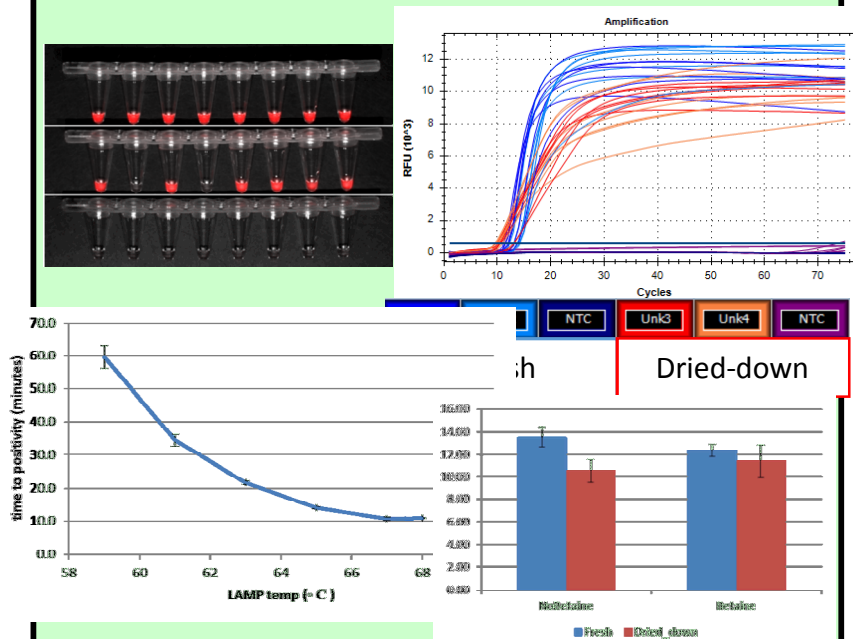 Amplification
12
10
8
6
4
2
0
RFU (10^3)
10 20 30 40 50 60 70
Cycles
NTC Unk3 Unk4 NTC
sh Dried-down
70.0
60.0
50.0
40.0
30.0
20.0
10.0
0.0
time to positivity (minutes)
58 60 62 64 66 68
LAMP temp (° C )
16.00
14.00
12.00
10.00
8.00
6.00
4.00
2.00
0.00
NoBetaine Betaine
Fresh Dried_down